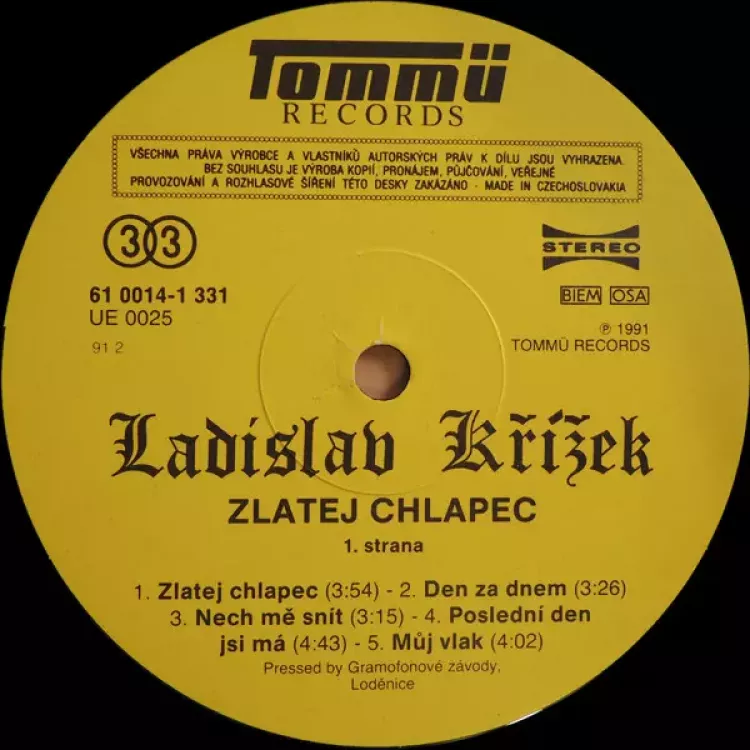 Tommü
RECORDS
VŠECHNA PRÁVA VÝROBCE A VLASTNÍKŮ AUTORSKÝCH PRÁV K DÍLU JSOU VYHRAZENA.
BEZ SOUHLASU JE VÝROBA KOPIÍ, PRONÁJEM, PŮJČOVÁNÍ, VEŘEJNÉ
PROVOZOVÁNÍ A ROZHLASOVÉ ŠÍŘENÍ TÉTO DESKY ZAKÁZÁNO · MADE IN CZECHOSLOVAKIA
33
STEREO
61 0014-1 331
BIEM OSA
UE 0025
℗ 1991
91 2
TOMMÜ RECORDS
Ladislav Křížek
ZLATEJ CHLAPEC
1. strana
1. Zlatej chlapec (3:54) - 2. Den za dnem (3:26)
3. Nech mě snít (3:15) - 4. Poslední den
jsi má (4:43) - 5. Můj vlak (4:02)
Pressed by Gramofonové závody,
Loděnice